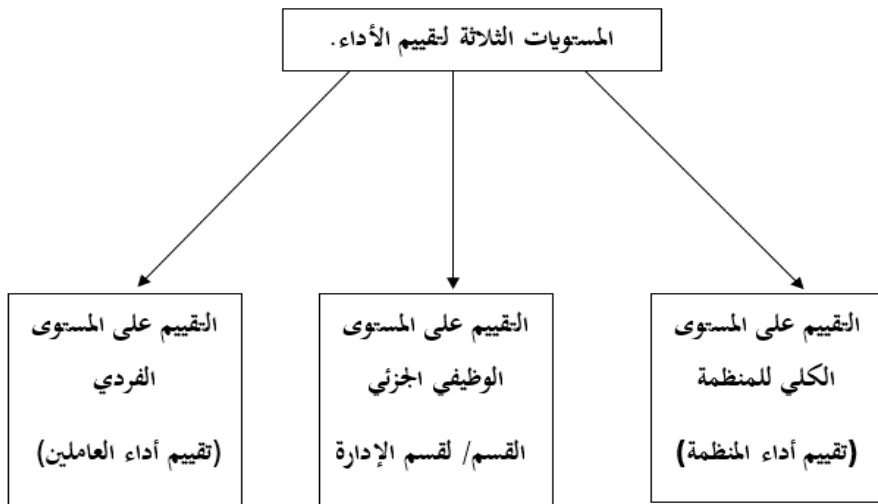 المستويات الثلاثة لتقييم الأداء.
التقييم على المستوى
الكلي للمنظمة
(تقييم أداء المنظمة)
التقييم على المستوى
الوظيفي الجزئي
القسم/ لقسم الإدارة
التقييم على المستوى
الفردي
(تقييم أداء العاملين)